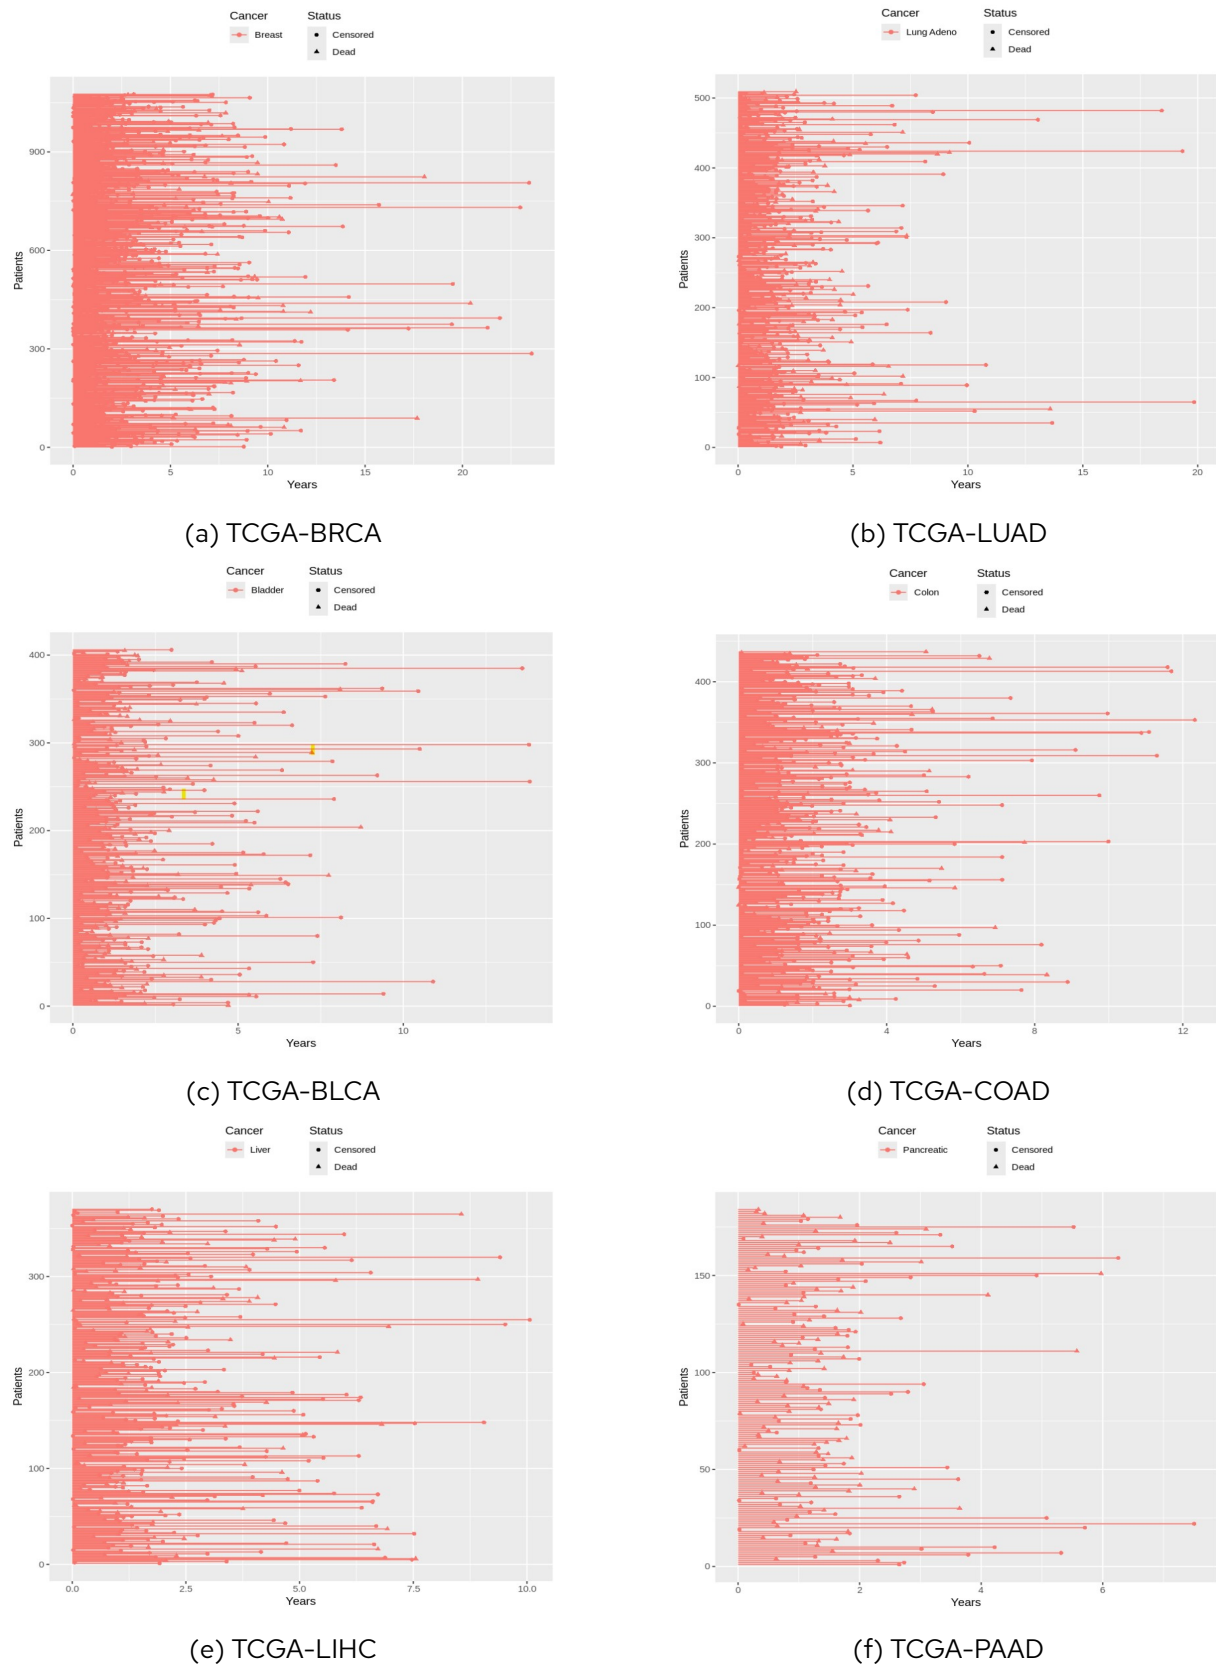 Cancer Status
Breast Censored
Dead
Patients
900
600
300
0
0 5 10 15 20
Years
(a) TCGA-BRCA
Cancer Status
Lung Adeno Censored
Dead
Patients
500
400
300
200
100
0
0 5 10 15 20
Years
(b) TCGA-LUAD
Cancer Status
Bladder Censored
Dead
Patients
400
300
200
100
0
0 5 10
Years
(c) TCGA-BLCA
Cancer Status
Colon Censored
Dead
Patients
400
300
200
100
0
0 4 8 12
Years
(d) TCGA-COAD
Cancer Status
Liver Censored
Dead
Patients
300
200
100
0
0.0 2.5 5.0 7.5 10.0
Years
(e) TCGA-LIHC
Cancer Status
Pancreatic Censored
Dead
Patients
150
100
50
0
0 2 4 6
Years
(f) TCGA-PAAD